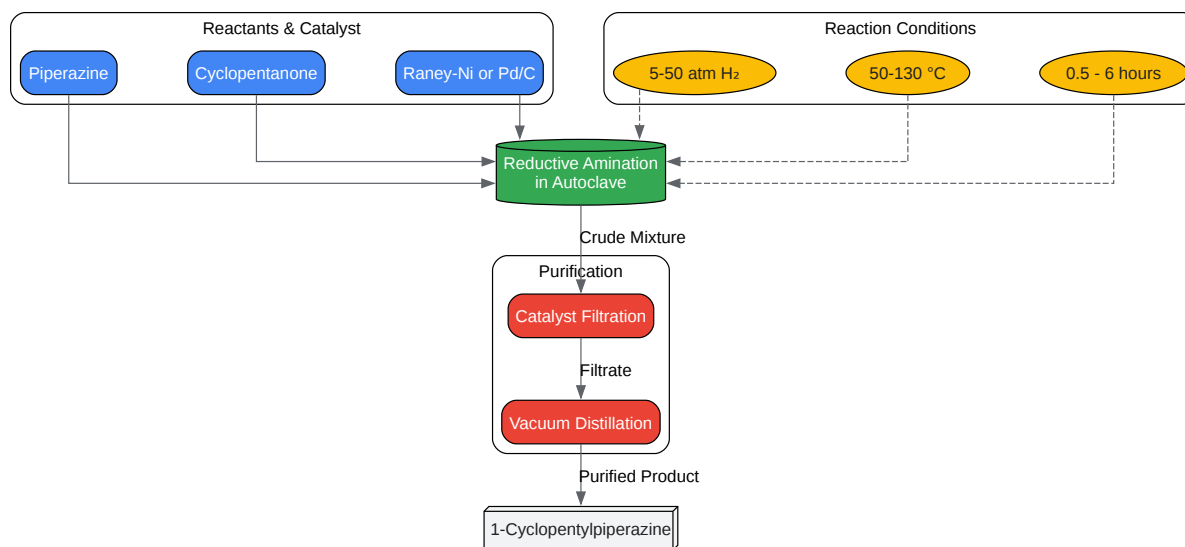 Reactants & Catalyst
Reaction Conditions
Piperazine
Cyclopentanone
Raney-Ni or Pd/C
5-50 atm H₂
50-130 °C
0.5 - 6 hours
Reductive Amination
in Autoclave
Crude Mixture
Purification
Catalyst Filtration
Filtrate
Vacuum Distillation
Purified Product
1-Cyclopentylpiperazine